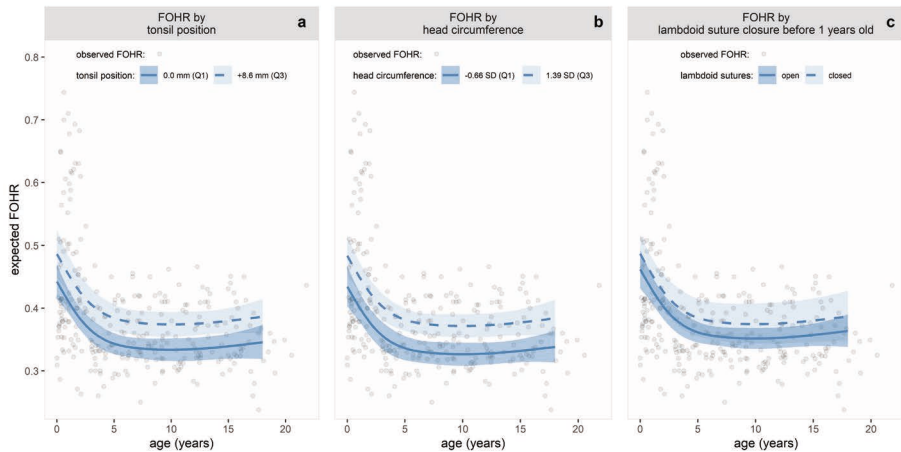 FOHR by
tonsil position
a
observed FOHR:
tonsil position: 0.0 mm (Q1) +8.6 mm (Q3)
FOHR by
head circumference
b
observed FOHR:
head circumference: -0.66 SD (Q1) 1.39 SD (Q3)
FOHR by
lambdoid suture closure before 1 years old
c
observed FOHR:
lambdoid sutures: open closed
expected FOHR
0.8
0.7
0.6
0.5
0.4
0.3
0 5 10 15 20
age (years)
0 5 10 15 20
age (years)
0 5 10 15 20
age (years)